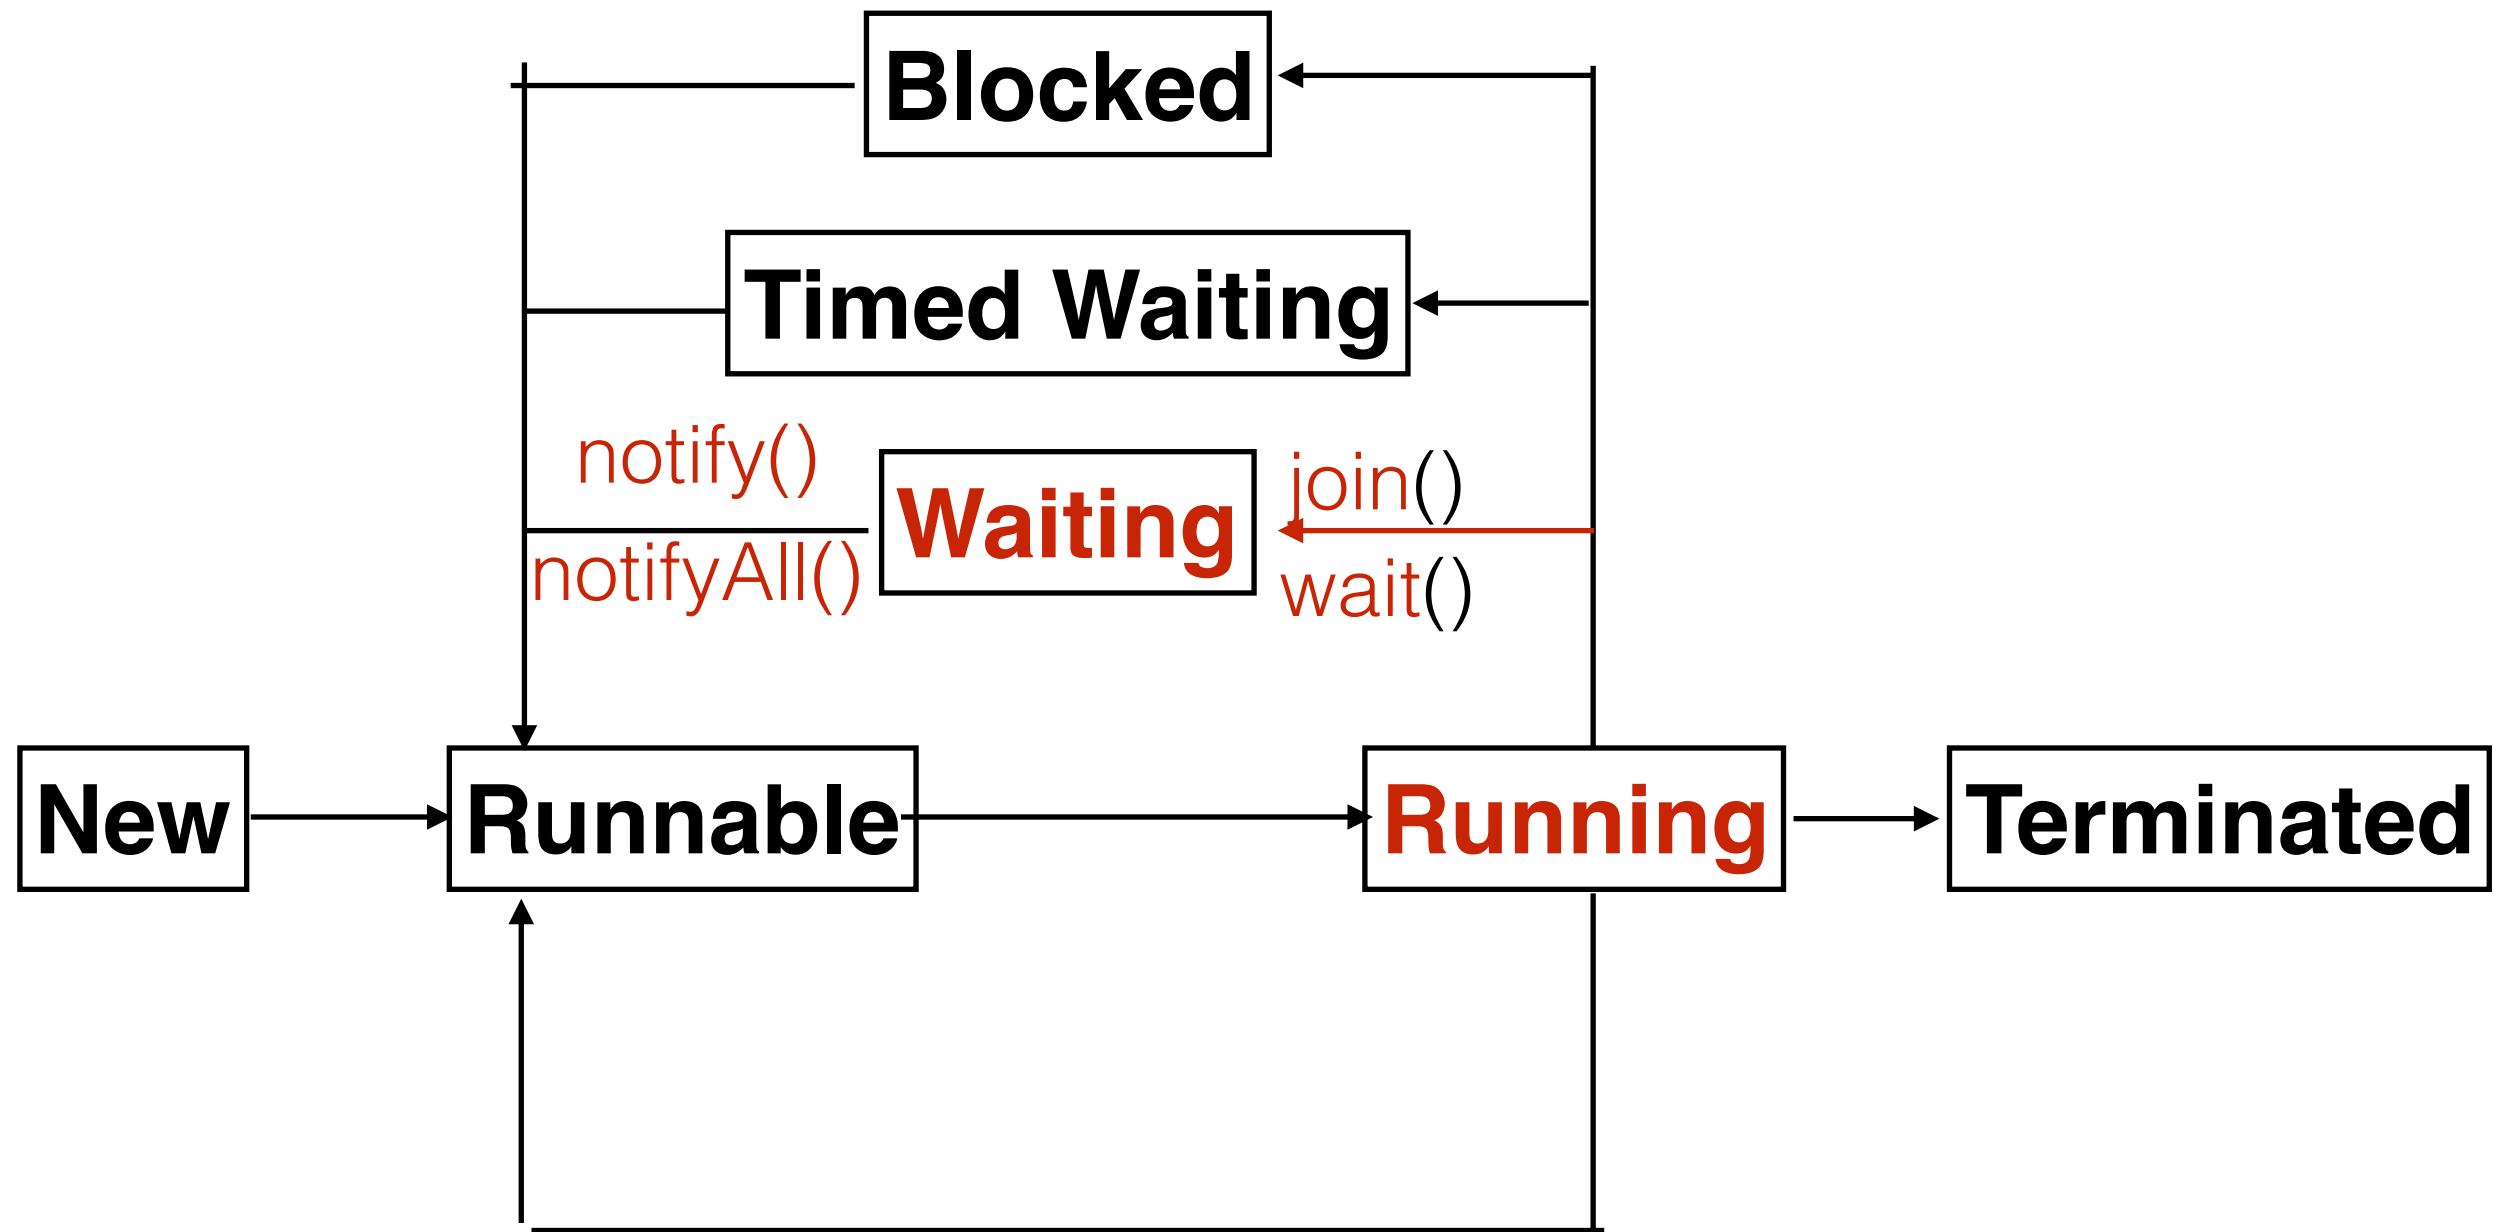 Blocked
Timed Waiting
notify()
Waiting
join()
notifyAll()
wait()
New
Runnable
Running
Terminated